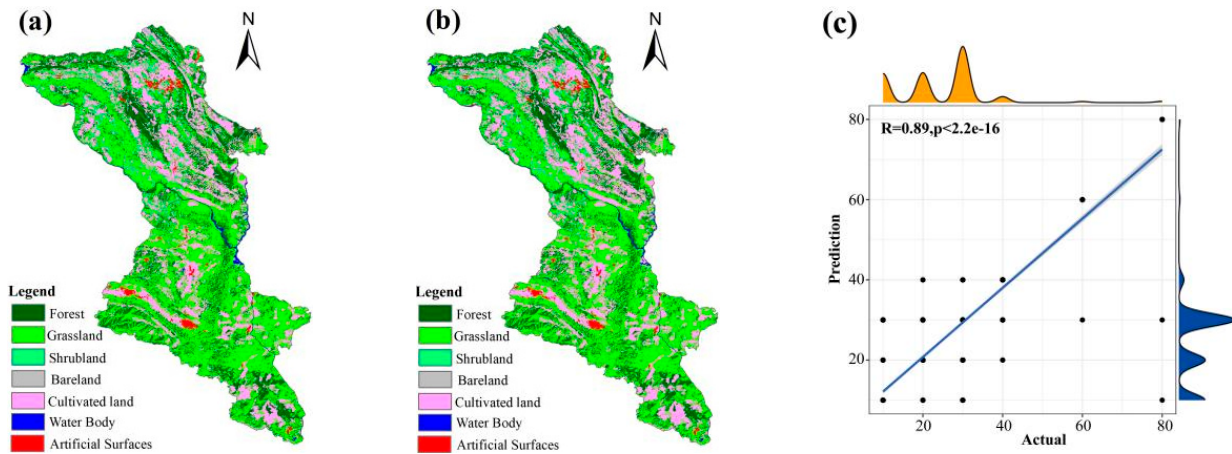 (a)
N
Legend
Forest
Grassland
Shrubland
Bareland
Cultivated land
Water Body
Artificial Surfaces
(b)
N
Legend
Forest
Grassland
Shrubland
Bareland
Cultivated land
Water Body
Artificial Surfaces
(c)
R=0.89,p<2.2e-16
80
60
40
20
Prediction
20
40
60
80
Actual